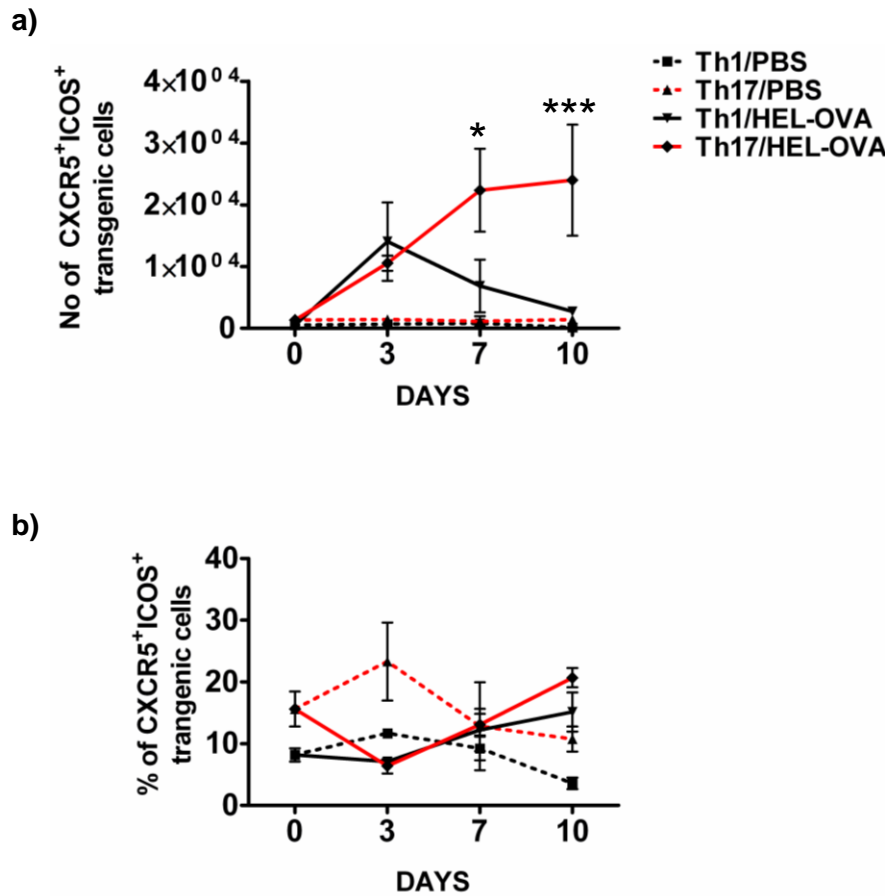 a)
No of CXCR5⁺ICOS⁺
transgenic cells
4×10⁰⁴
3×10⁰⁴
2×10⁰⁴
1×10⁰⁴
0
*
***
0 3 7 10
DAYS
Th1/PBS
Th17/PBS
Th1/HEL-OVA
Th17/HEL-OVA
b)
% of CXCR5⁺ICOS⁺
trangenic cells
40
30
20
10
0
0 3 7 10
DAYS